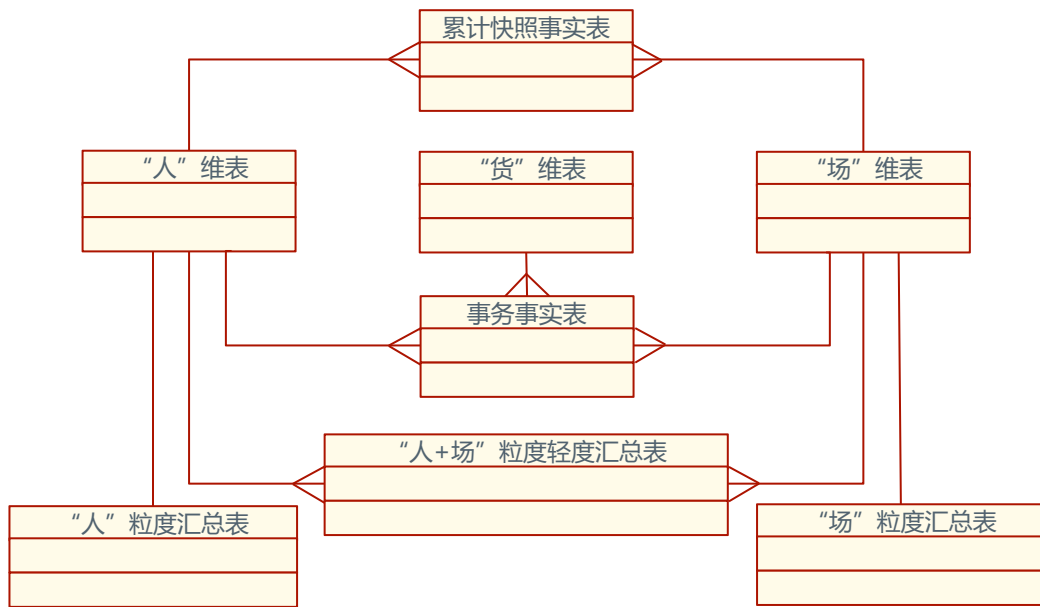 累计快照事实表
“人”维表
“货”维表
“场”维表
事务事实表
“人+场”粒度轻度汇总表
“人”粒度汇总表
“场”粒度汇总表